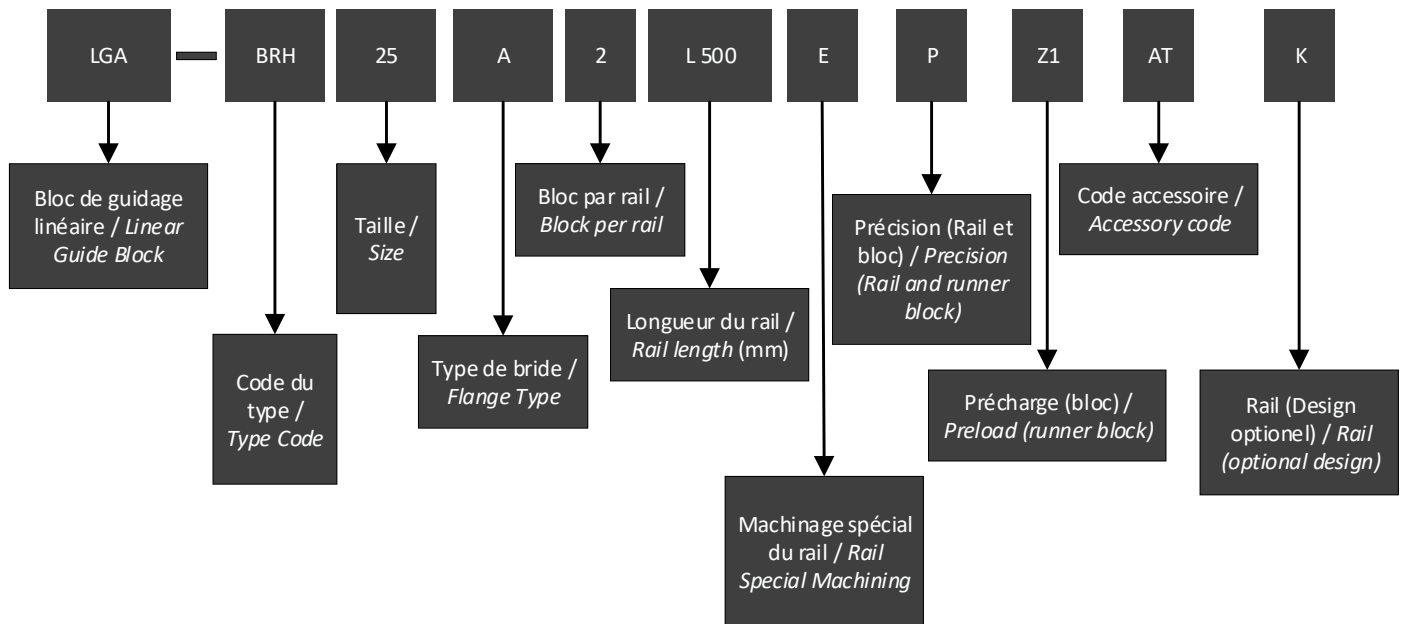 LGA
BRH
25
A
2
L 500
E
P
Z1
AT
K
Bloc de guidage
linéaire / Linear
Guide Block
Code du
type /
Type Code
Taille /
Size
Type de bride /
Flange Type
Bloc par rail /
Block per rail
Longueur du rail /
Rail length (mm)
Machinage spécial
du rail / Rail
Special Machining
Précision (Rail et
bloc) / Precision
(Rail and runner
block)
Précharge (bloc) /
Preload (runner block)
Code accessoire /
Accessory code
Rail (Design
optionel) / Rail
(optional design)